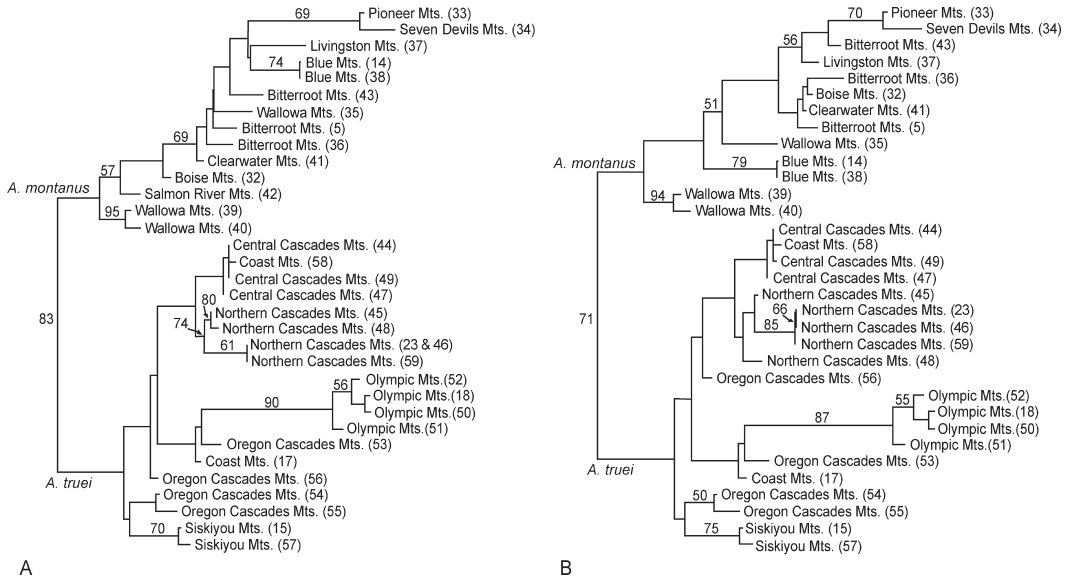 69
Pioneer Mts. (33)
Seven Devils Mts. (34)
Livingston Mts. (37)
74
Blue Mts. (14)
Blue Mts. (38)
Bitterroot Mts. (43)
Wallowa Mts. (35)
Bitterroot Mts. (5)
69
Bitterroot Mts. (36)
Clearwater Mts. (41)
57
Boise Mts. (32)
A. montanus
Salmon River Mts. (42)
95
Wallowa Mts. (39)
Wallowa Mts. (40)
Central Cascades Mts. (44)
Coast Mts. (58)
Central Cascades Mts. (49)
Central Cascades Mts. (47)
80
Northern Cascades Mts. (45)
83
74
Northern Cascades Mts. (48)
61
Northern Cascades Mts. (23 & 46)
Northern Cascades Mts. (59)
56
Olympic Mts.(52)
Olympic Mts.(18)
90
Olympic Mts.(50)
Olympic Mts.(51)
Oregon Cascades Mts. (53)
Coast Mts. (17)
A. truei
Oregon Cascades Mts. (56)
Oregon Cascades Mts. (54)
Oregon Cascades Mts. (55)
70
Siskiyou Mts. (15)
Siskiyou Mts. (57)
A
70
Pioneer Mts. (33)
Seven Devils Mts. (34)
56
Bitterroot Mts. (43)
Livingston Mts. (37)
Bitterroot Mts. (36)
Boise Mts. (32)
51
Clearwater Mts. (41)
Bitterroot Mts. (5)
Wallowa Mts. (35)
A. montanus
79
Blue Mts. (14)
Blue Mts. (38)
94
Wallowa Mts. (39)
Wallowa Mts. (40)
Central Cascades Mts. (44)
Coast Mts. (58)
Central Cascades Mts. (49)
Central Cascades Mts. (47)
Northern Cascades Mts. (45)
66
Northern Cascades Mts. (23)
71
85
Northern Cascades Mts. (46)
Northern Cascades Mts. (59)
Northern Cascades Mts. (48)
Oregon Cascades Mts. (56)
55
Olympic Mts.(52)
Olympic Mts.(18)
87
Olympic Mts.(50)
Olympic Mts.(51)
Oregon Cascades Mts. (53)
A. truei
Coast Mts. (17)
50
Oregon Cascades Mts. (54)
Oregon Cascades Mts. (55)
75
Siskiyou Mts. (15)
Siskiyou Mts. (57)
B